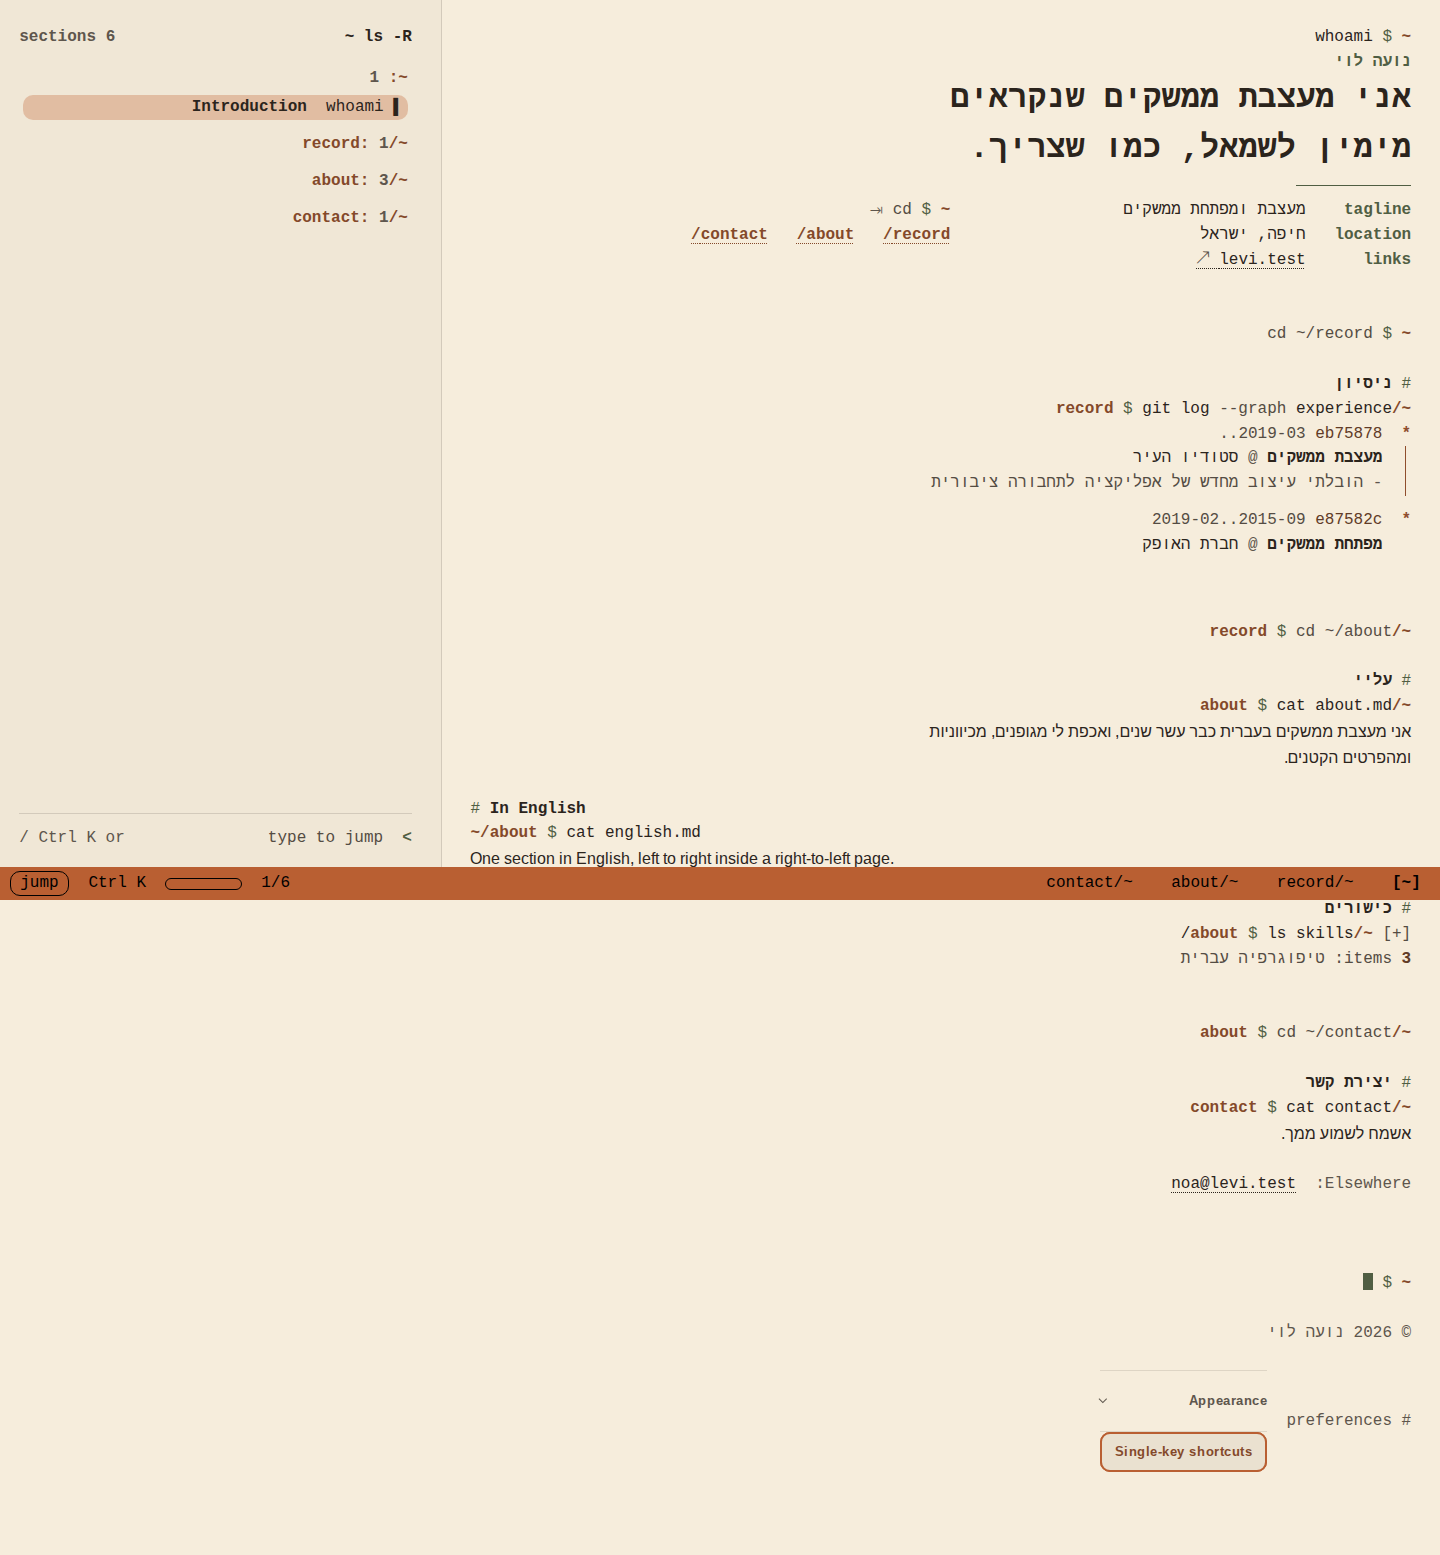 ~ ls -R
sections 6
~: 1
▌ whoami Introduction
~/record: 1
~/about: 3
~/contact: 1
< type to jump
/ Ctrl K or
~ $ whoami
נועה לוי
אני מעצבת ממשקים שנקראים
מימין לשמאל, כמו שצריך.
tagline מעצבת ומפתחת ממשקים
location חיפה, ישראל
links levi.test ↗
~ $ cd ⇥
/record /about /contact
~ $ cd ~/record
# ניסיון
~/record $ git log --graph experience
* eb75878 2019-03..
מעצבת ממשקים @ סטודיו העיר
- הובלתי עיצוב מחדש של אפליקציה לתחבורה ציבורית
* e87582c 2015-09..2019-02
מפתחת ממשקים @ חברת האופק
~/record $ cd ~/about
# עליי
~/about $ cat about.md
אני מעצבת ממשקים בעברית כבר עשר שנים, ואכפת לי מגופנים, מכיווניות
ומהפרטים הקטנים.
# In English
~/about $ cat english.md
One section in English, left to right inside a right-to-left page.
[~] ~/record ~/about ~/contact
1/6 Ctrl K jump
# כישורים
[+] ~/about $ ls skills
3 items: טיפוגרפיה עברית
~/about $ cd ~/contact
# יצירת קשר
~/contact $ cat contact
אשמח לשמוע ממך.
Elsewhere: noa@levi.test
~ $
© 2026 נועה לוי
# preferences
Appearance
Single-key shortcuts